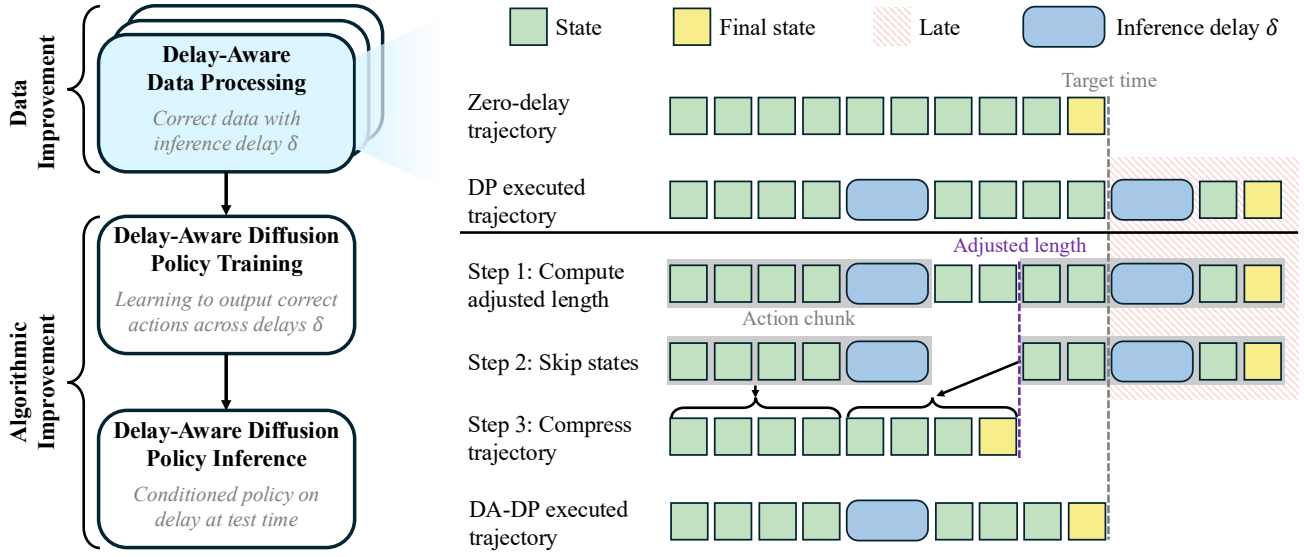 Data
Improvement
Delay-Aware
Data Processing
Correct data with
inference delay δ
Algorithmic
Improvement
Delay-Aware Diffusion
Policy Training
Learning to output correct
actions across delays δ
Delay-Aware Diffusion
Policy Inference
Conditioned policy on
delay at test time
State
Final state
Late
Inference delay δ
Target time
Zero-delay
trajectory
DP executed
trajectory
Adjusted length
Step 1: Compute
adjusted length
Action chunk
Step 2: Skip states
Step 3: Compress
trajectory
DA-DP executed
trajectory